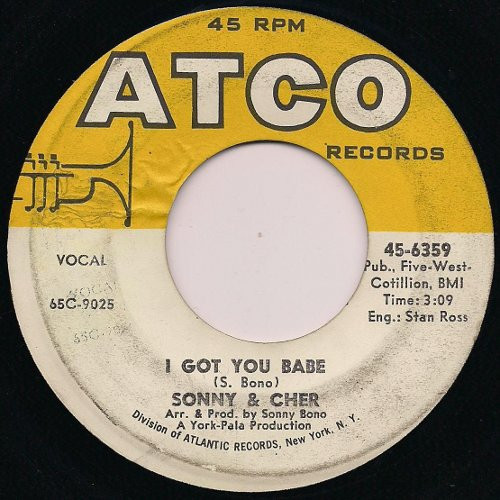 45 RPM
ATCO
RECORDS
VOCAL
65C-9025
45-6359
Pub., Five-West-
Cotillion, BMI
Time: 3:09
Eng.: Stan Ross
I GOT YOU BABE
(S. Bono)
SONNY & CHER
Arr. & Prod. by Sonny Bono
A York-Pala Production
Division of ATLANTIC RECORDS, New York, N. Y.